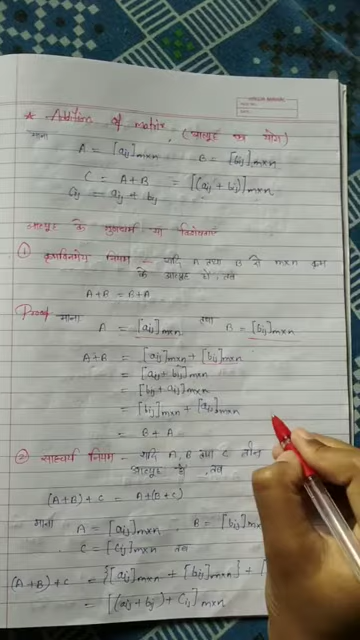 * Addition of matrix (आव्यूह का योग)
माना
A = [aij]m×n B = [bij]m×n
C = A+B = [(aij + bij)]m×n
Cij = aij + bij
आव्यूह के गुणधर्म या विशेषताएं
① क्रमविनिमेय नियम - यदि A तथा B दो m×n क्रम
के आव्यूह हैं, तब
A+B = B+A
Proof माना
A = [aij]m×n तथा B = [bij]m×n
A+B = [aij]m×n + [bij]m×n
= [aij + bij]m×n
= [bij + aij]m×n
= [bij]m×n + [aij]m×n
= B + A
② साहचर्य नियम - यदि A, B तथा C तीन
आव्यूह हैं, तब
(A+B)+C = A+(B+C)
माना A = [aij]m×n, B = [bij]m×n
C = [cij]m×n तब
(A+B)+C = {[aij]m×n + [bij]m×n} + [
= [(aij + bij) + cij]m×n